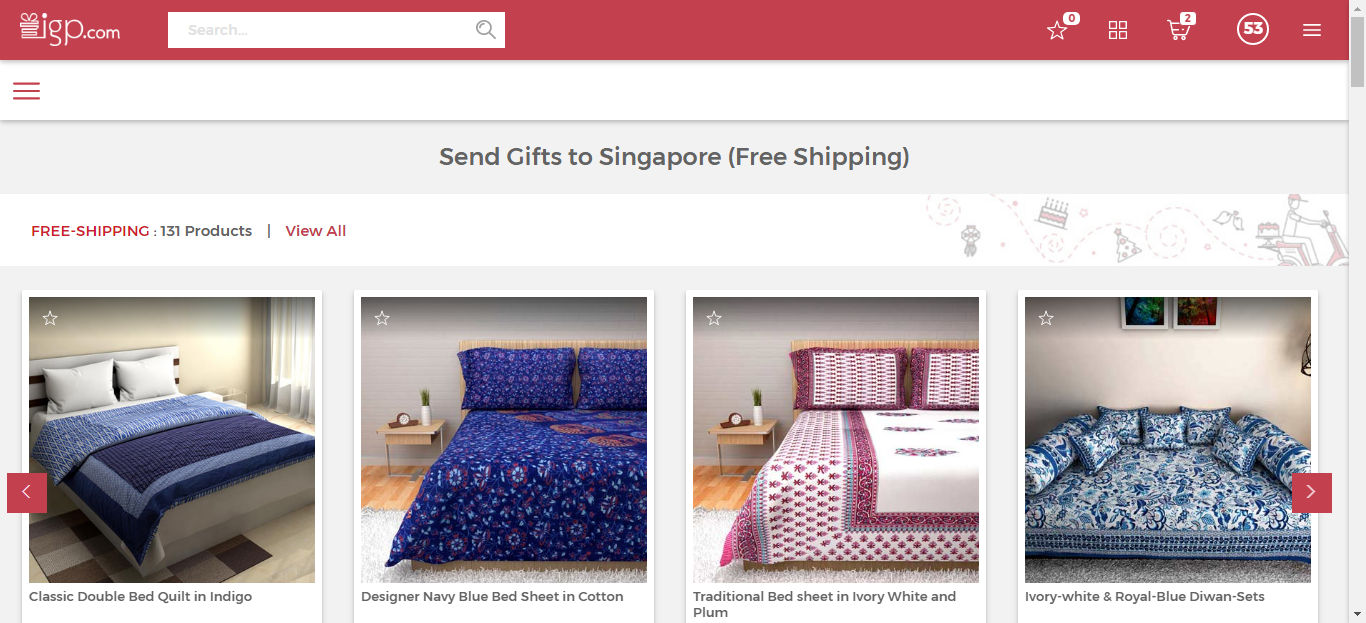 igp.com
Search...
0
2
53
Send Gifts to Singapore (Free Shipping)
FREE-SHIPPING : 131 Products | View All
Classic Double Bed Quilt in Indigo
Designer Navy Blue Bed Sheet in Cotton
Traditional Bed sheet in Ivory White and
Plum
Ivory-white & Royal-Blue Diwan-Sets